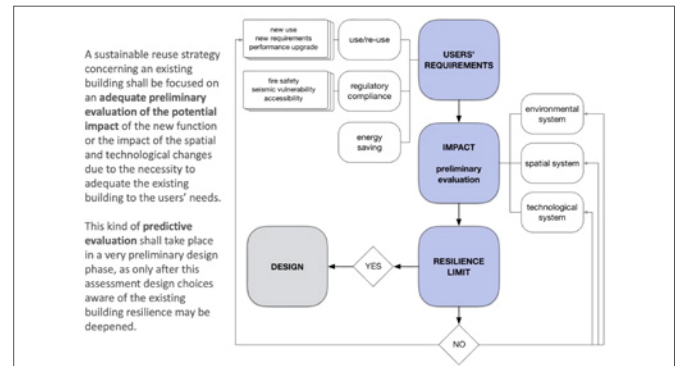 A sustainable reuse strategy
concerning an existing
building shall be focused on
an adequate preliminary
evaluation of the potential
impact of the new function
or the impact of the spatial
and technological changes
due to the necessity to
adequate the existing
building to the users' needs.
This kind of predictive
evaluation shall take place
in a very preliminary design
phase, as only after this
assessment design choices
aware of the existing
building resilience may be
deepened.
new use
new requirements
performance upgrade
use/re-use
fire safety
seismic vulnerability
accessibility
regulatory
compliance
energy
saving
USERS'
REQUIREMENTS
IMPACT
preliminary
evaluation
environmental
system
spatial system
technological
system
RESILIENCE
LIMIT
YES
DESIGN
NO